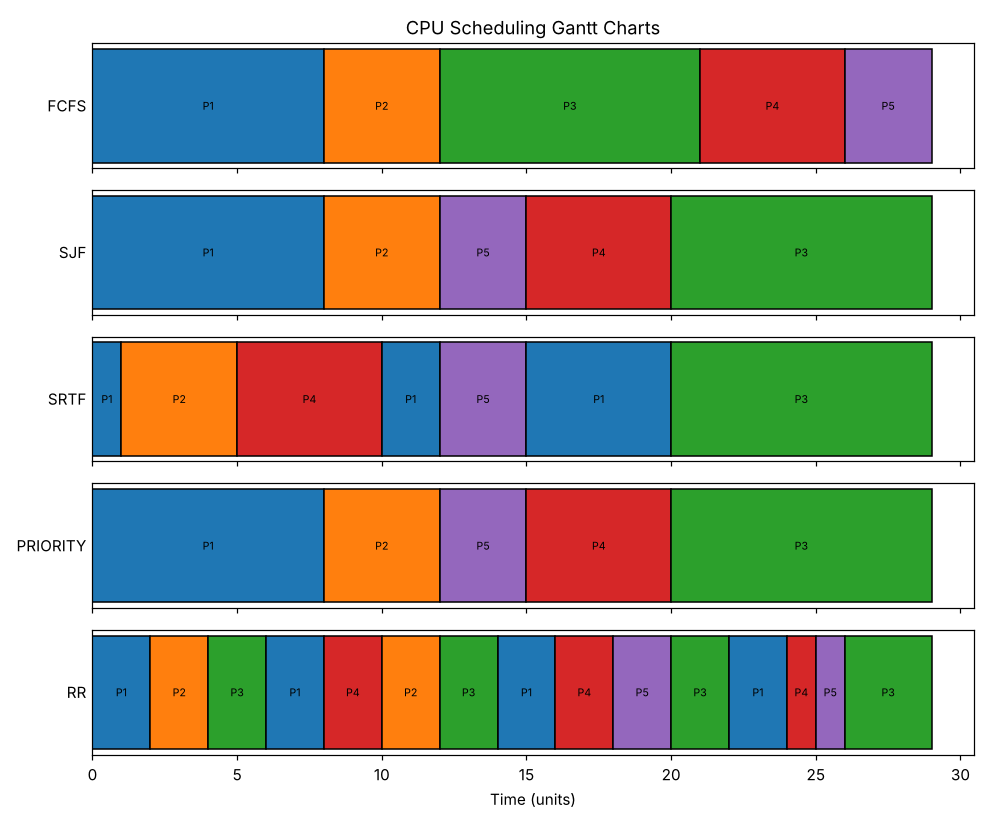 CPU Scheduling Gantt Charts
FCFS P1 P2 P3 P4 P5
SJF P1 P2 P5 P4 P3
SRTF P1 P2 P4 P1 P5 P1 P3
PRIORITY P1 P2 P5 P4 P3
RR P1 P2 P3 P1 P4 P2 P3 P1 P4 P5 P3 P1 P4 P5 P3
0 5 10 15 20 25 30
Time (units)